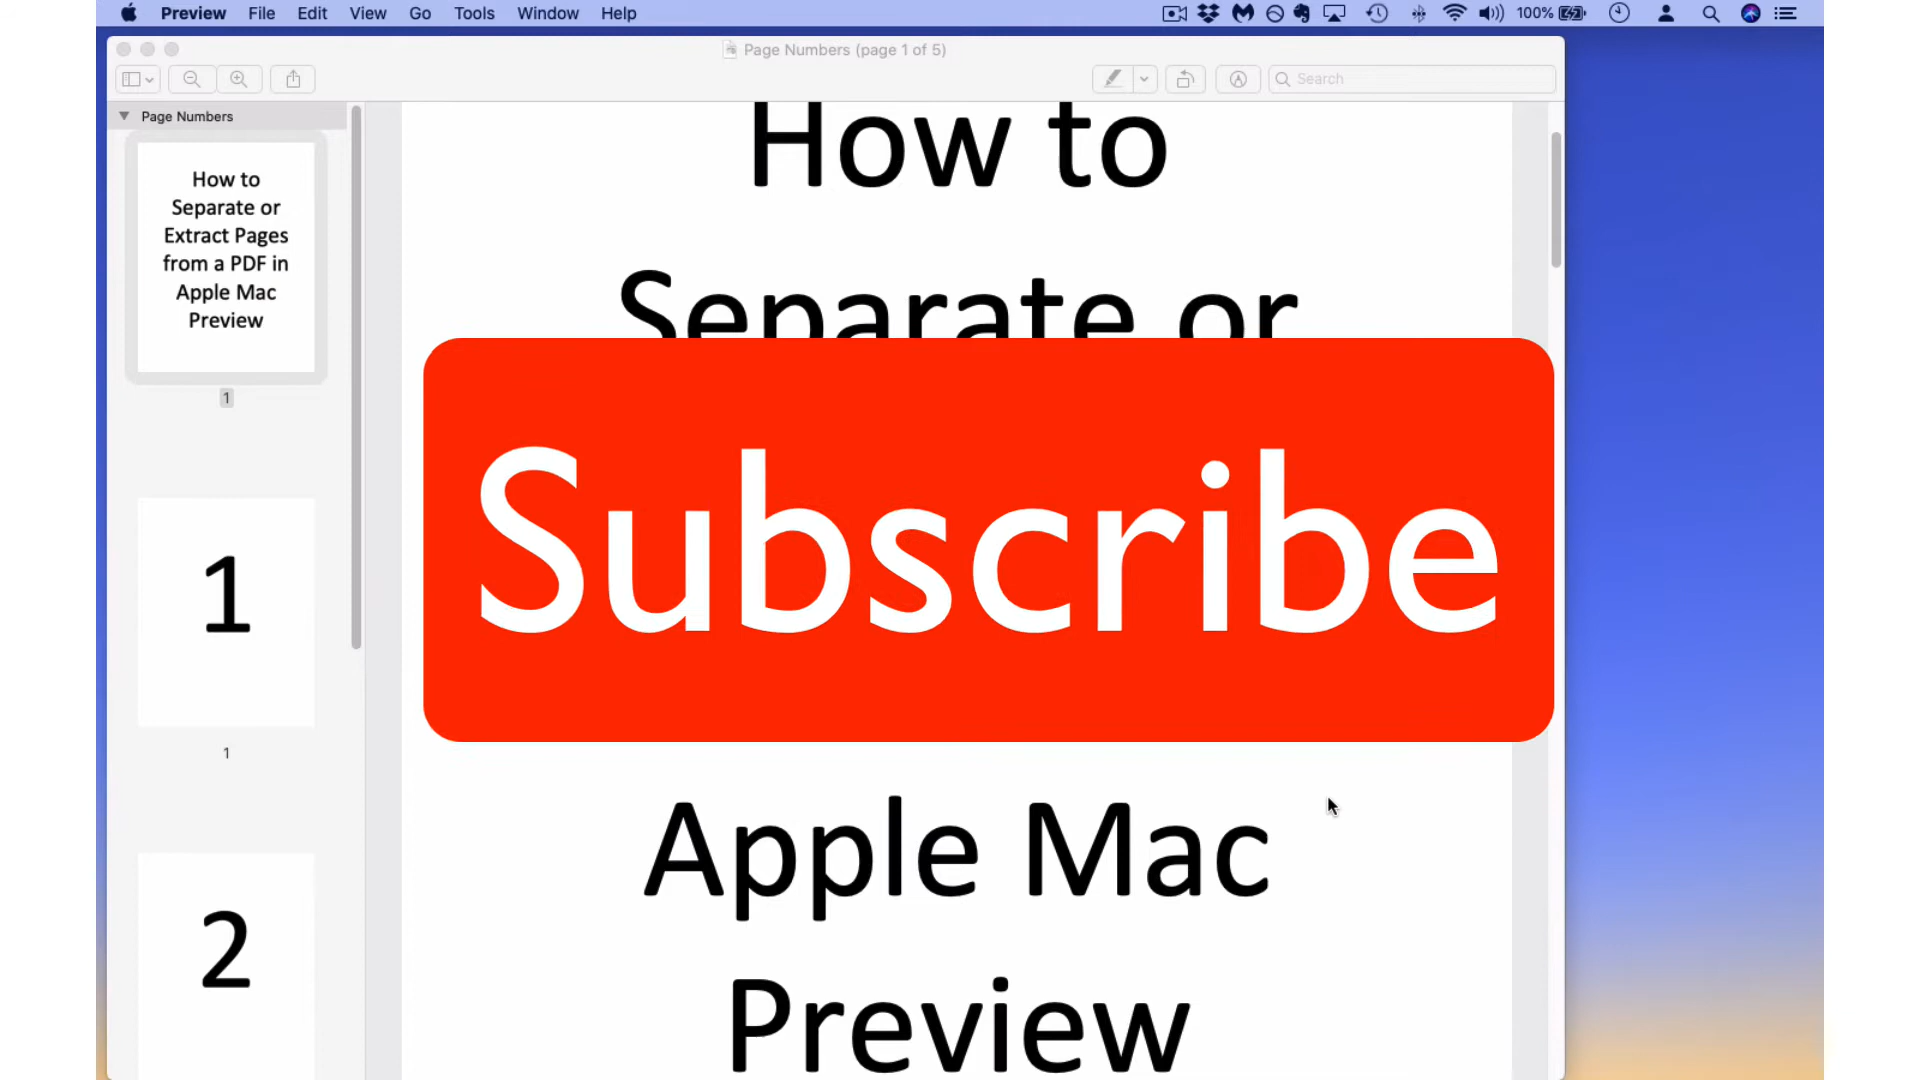 Preview File Edit View Go Tools Window Help 100%
Page Numbers (page 1 of 5)
Search
Page Numbers
How to
Separate or
Extract Pages
from a PDF in
Apple Mac
Preview
1
1
1
2
How to
Separate or
Subscribe
Apple Mac
Preview